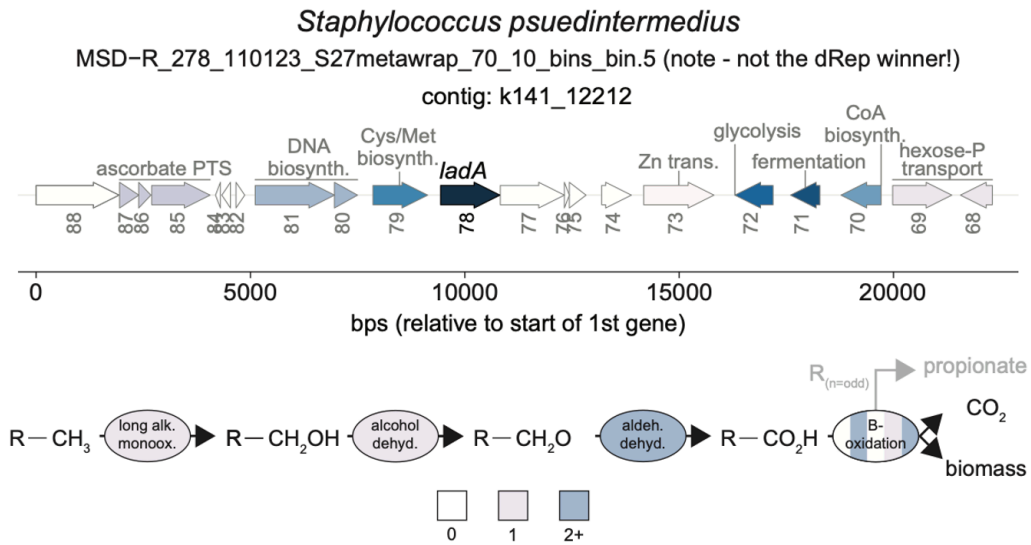 Staphylococcus psuedintermedius
MSD−R_278_110123_S27metawrap_70_10_bins_bin.5 (note - not the dRep winner!)
contig: k141_12212
ascorbate PTS
DNA
biosynth.
Cys/Met
biosynth.
ladA
Zn trans.
glycolysis
fermentation
CoA
biosynth.
hexose-P
transport
88 87 86 85 84 83 82 81 80 79 78 77 76 75 74 73 72 71 70 69 68
0 5000 10000 15000 20000
bps (relative to start of 1st gene)
R(n=odd)
propionate
R — CH3
long alk.
monoox.
R — CH2OH
alcohol
dehyd.
R — CH2O
aldeh.
dehyd.
R — CO2H
B-
oxidation
CO2
biomass
0 1 2+